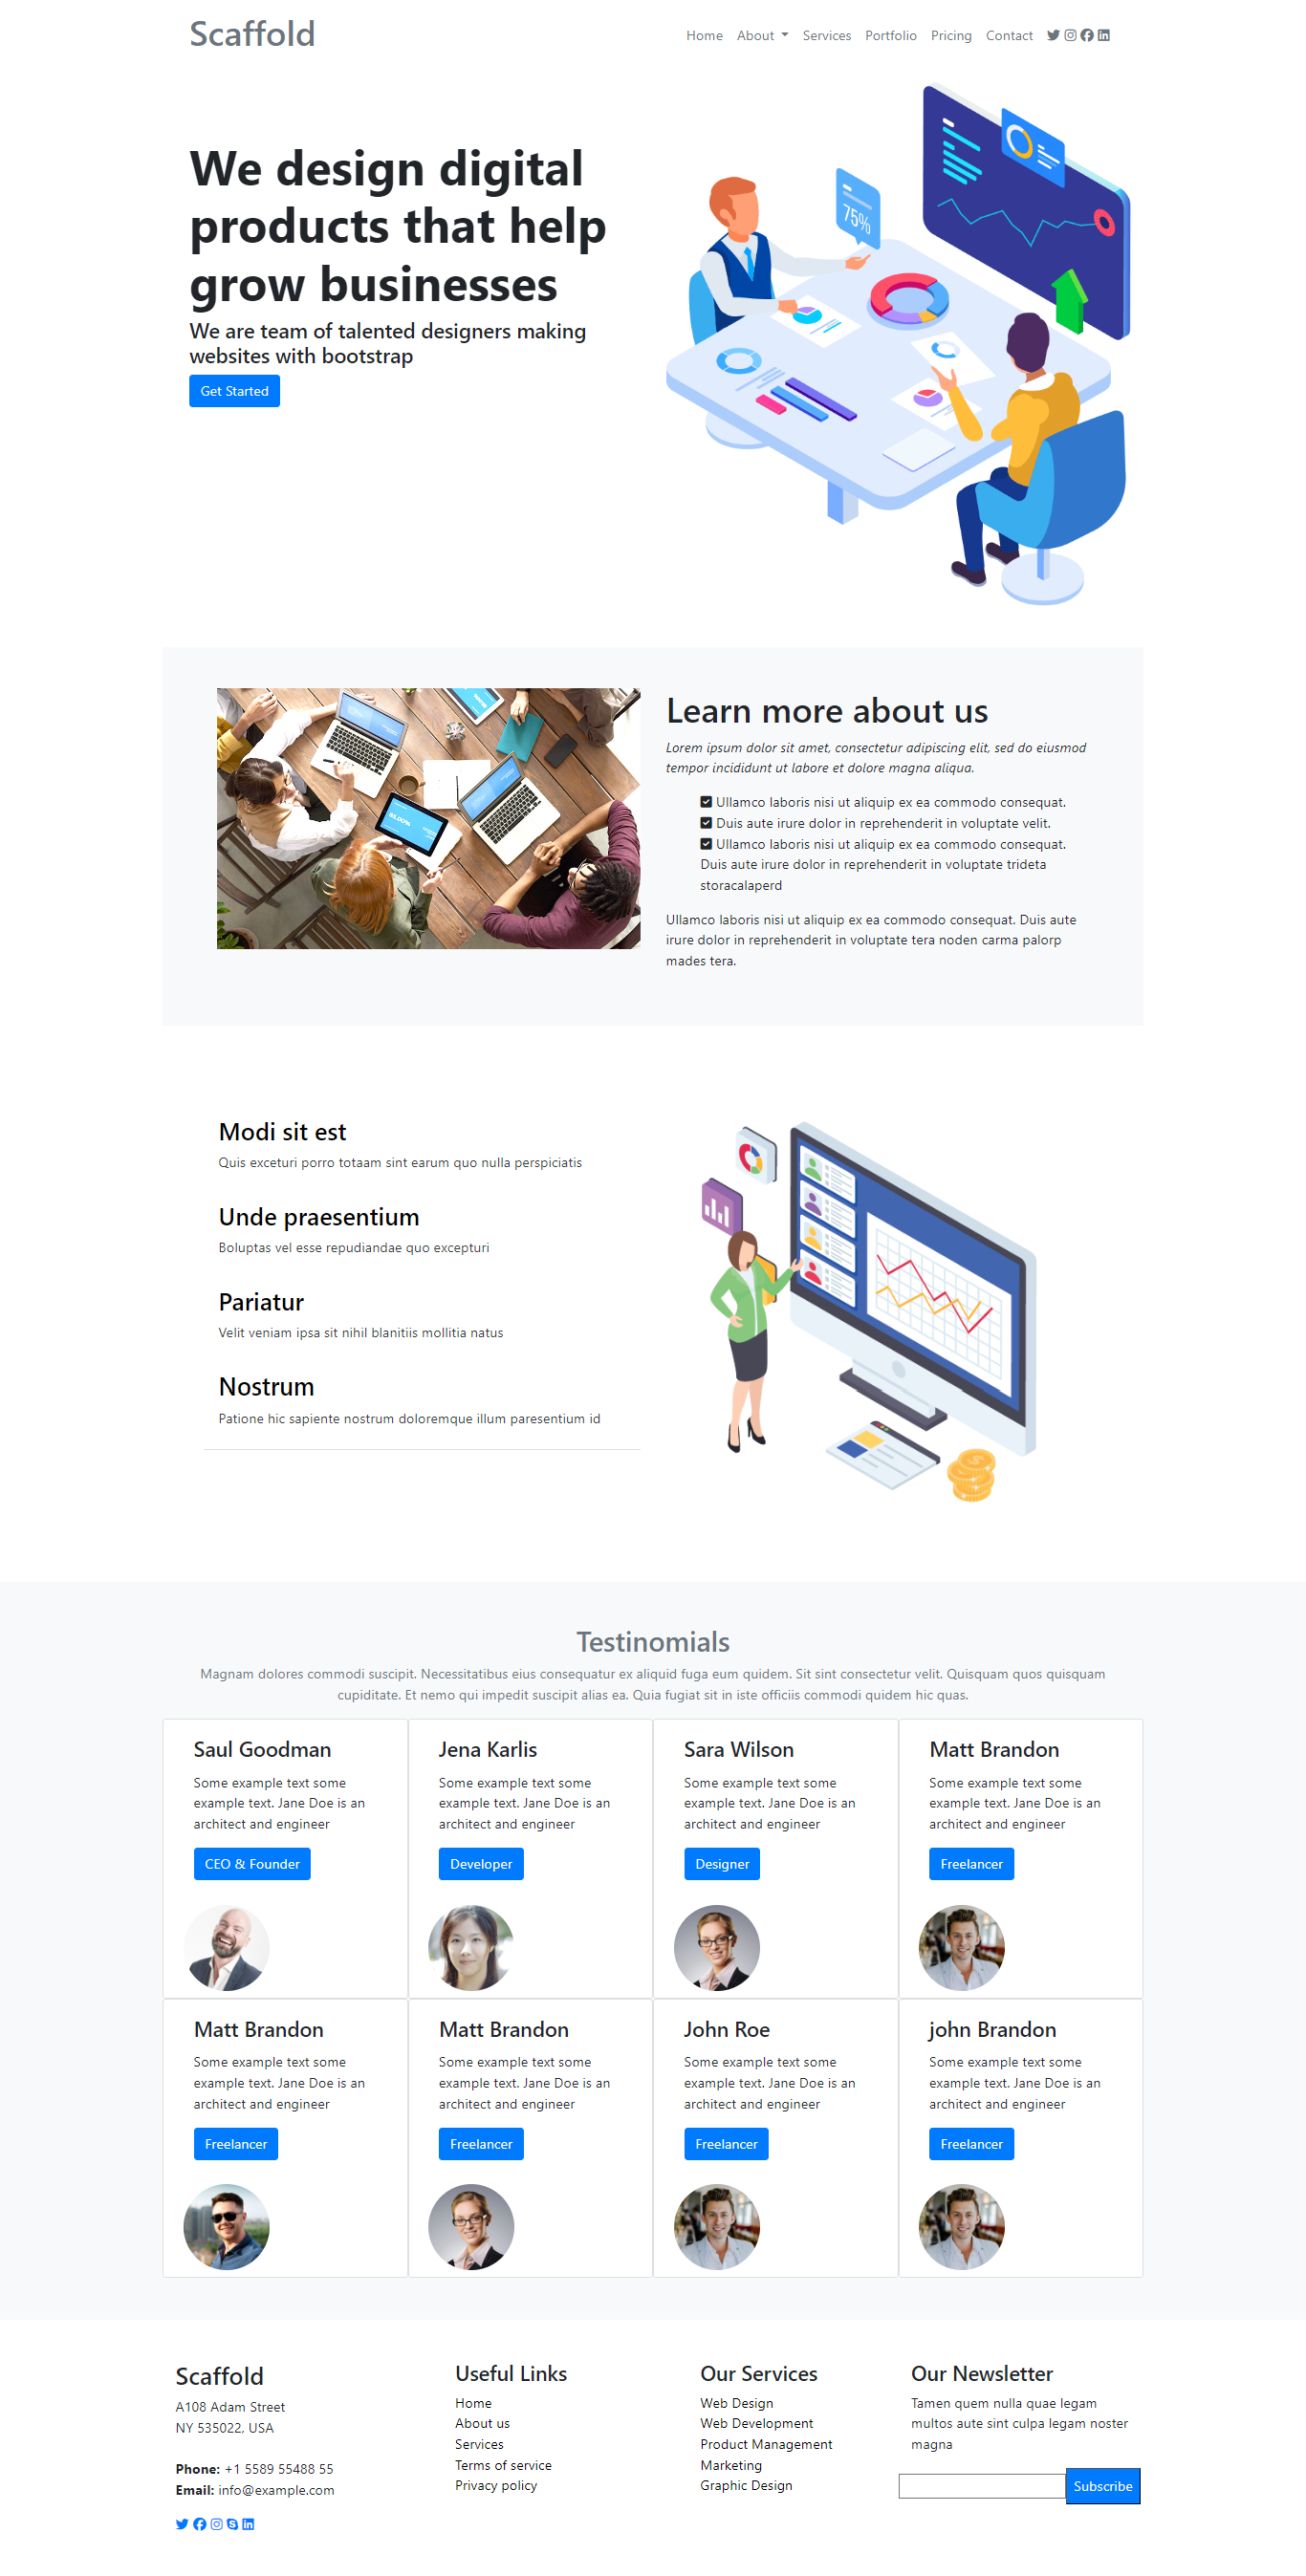 Scaffold
Home About Services Portfolio Pricing Contact
We design digital
products that help
grow businesses
We are team of talented designers making
websites with bootstrap
Get Started
75%
Learn more about us
Lorem ipsum dolor sit amet, consectetur adipiscing elit, sed do eiusmod
tempor incididunt ut labore et dolore magna aliqua.
Ullamco laboris nisi ut aliquip ex ea commodo consequat.
Duis aute irure dolor in reprehenderit in voluptate velit.
Ullamco laboris nisi ut aliquip ex ea commodo consequat.
Duis aute irure dolor in reprehenderit in voluptate trideta
storacalaperd
Ullamco laboris nisi ut aliquip ex ea commodo consequat. Duis aute
irure dolor in reprehenderit in voluptate tera noden carma palorp
mades tera.
Modi sit est
Quis exceturi porro totaam sint earum quo nulla perspiciatis
Unde praesentium
Boluptas vel esse repudiandae quo excepturi
Pariatur
Velit veniam ipsa sit nihil blanitiis mollitia natus
Nostrum
Patione hic sapiente nostrum doloremque illum paresentium id
Testinomials
Magnam dolores commodi suscipit. Necessitatibus eius consequatur ex aliquid fuga eum quidem. Sit sint consectetur velit. Quisquam quos quisquam
cupiditate. Et nemo qui impedit suscipit alias ea. Quia fugiat sit in iste officiis commodi quidem hic quas.
Saul Goodman
Some example text some
example text. Jane Doe is an
architect and engineer
CEO & Founder
Jena Karlis
Some example text some
example text. Jane Doe is an
architect and engineer
Developer
Sara Wilson
Some example text some
example text. Jane Doe is an
architect and engineer
Designer
Matt Brandon
Some example text some
example text. Jane Doe is an
architect and engineer
Freelancer
Matt Brandon
Some example text some
example text. Jane Doe is an
architect and engineer
Freelancer
Matt Brandon
Some example text some
example text. Jane Doe is an
architect and engineer
Freelancer
John Roe
Some example text some
example text. Jane Doe is an
architect and engineer
Freelancer
john Brandon
Some example text some
example text. Jane Doe is an
architect and engineer
Freelancer
Scaffold
A108 Adam Street
NY 535022, USA
Phone: +1 5589 55488 55
Email: info@example.com
Useful Links
Home
About us
Services
Terms of service
Privacy policy
Our Services
Web Design
Web Development
Product Management
Marketing
Graphic Design
Our Newsletter
Tamen quem nulla quae legam
multos aute sint culpa legam noster
magna
Subscribe